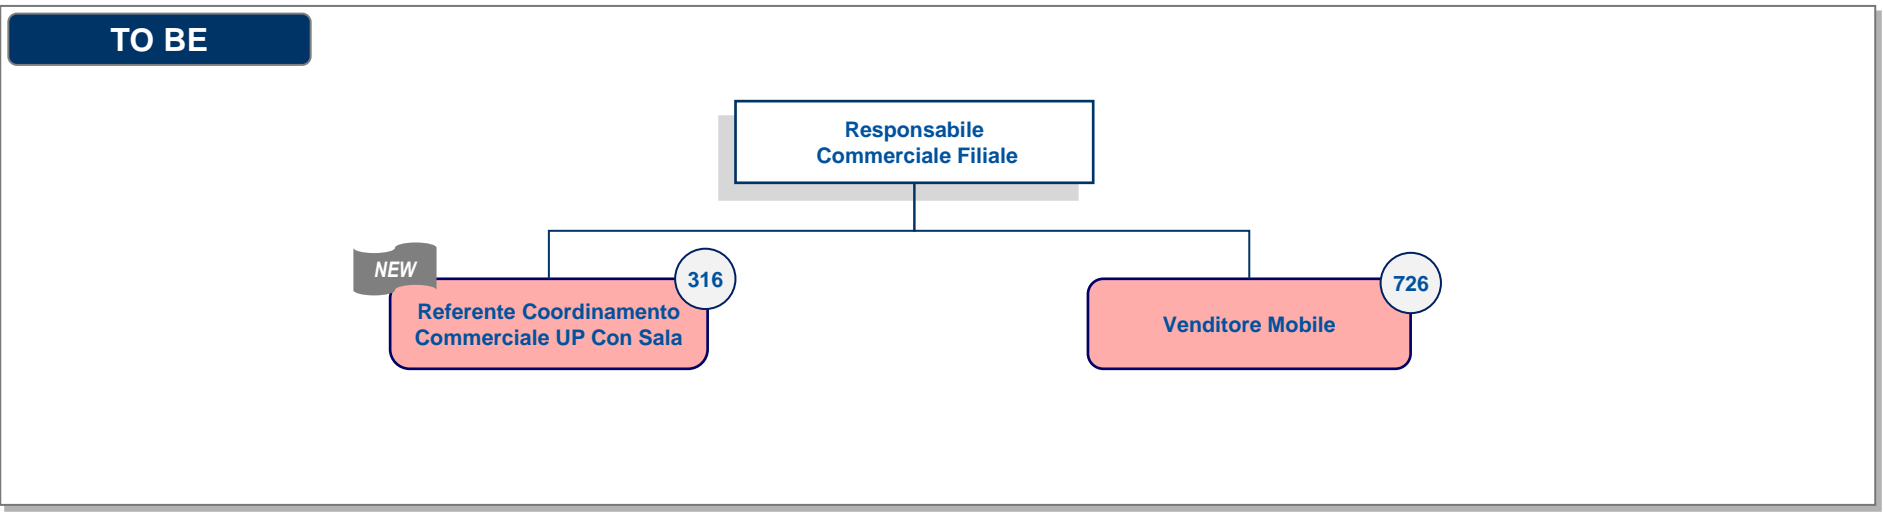 TO BE
Responsabile
Commerciale Filiale
NEW
316
Referente Coordinamento
Commerciale UP Con Sala
726
Venditore Mobile